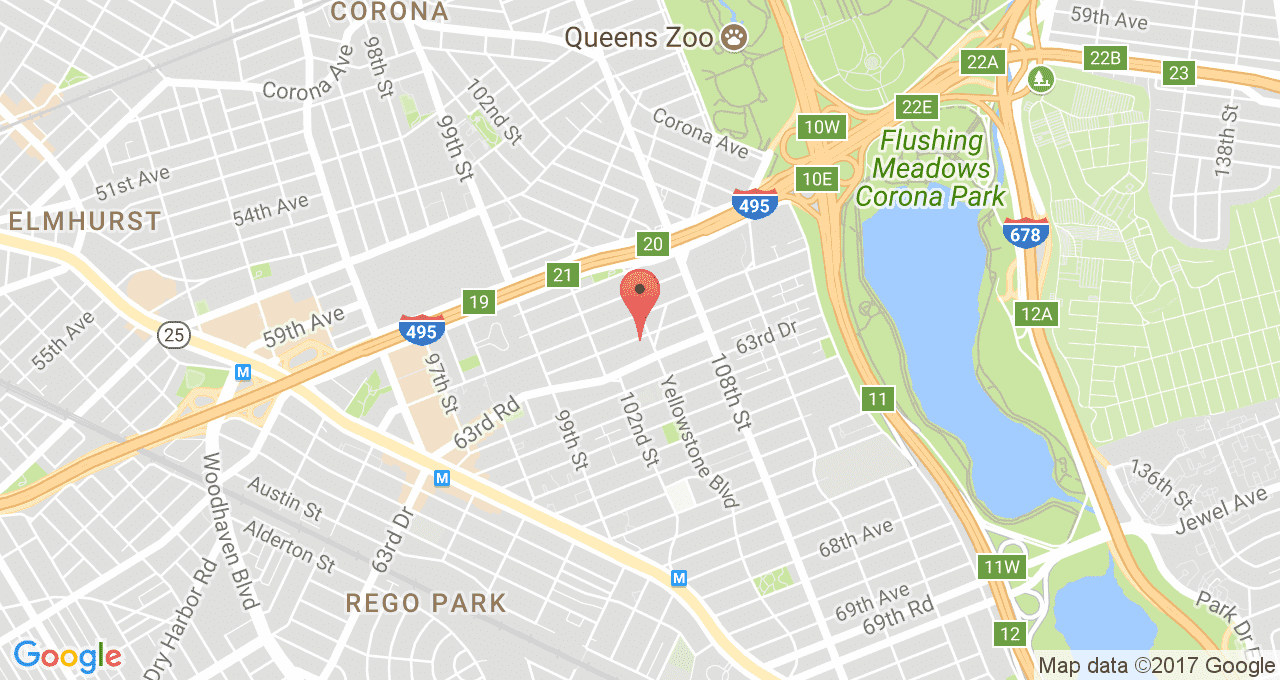 CORONA
59th Ave
Queens Zoo
98th St
Corona Ave
22A
22B
23
102nd St
22E
99th St
Corona Ave
10W
138th St
Flushing
Meadows
Corona Park
51st Ave
10E
54th Ave
495
ELMHURST
678
20
21
19
12A
55th Ave
25
59th Ave
495
63rd Dr
M
97th St
108th St
11
63rd Rd
99th St
102nd St
Yellowstone Blvd
M
136th St
Jewel Ave
Woodhaven Blvd
Austin St
Alderton St
63rd Dr
68th Ave
11W
M
Dry Harbor Rd
REGO PARK
69th Ave
69th Rd
Park Dr E
12
Google
Map data ©2017 Google